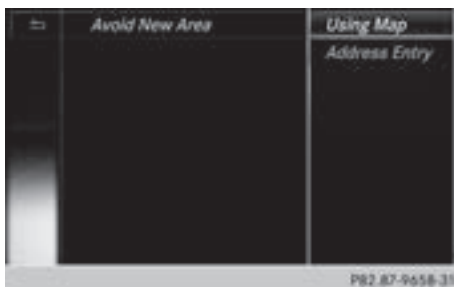 Avoid New Area
Using Map
Address Entry
P82.87-9658-31